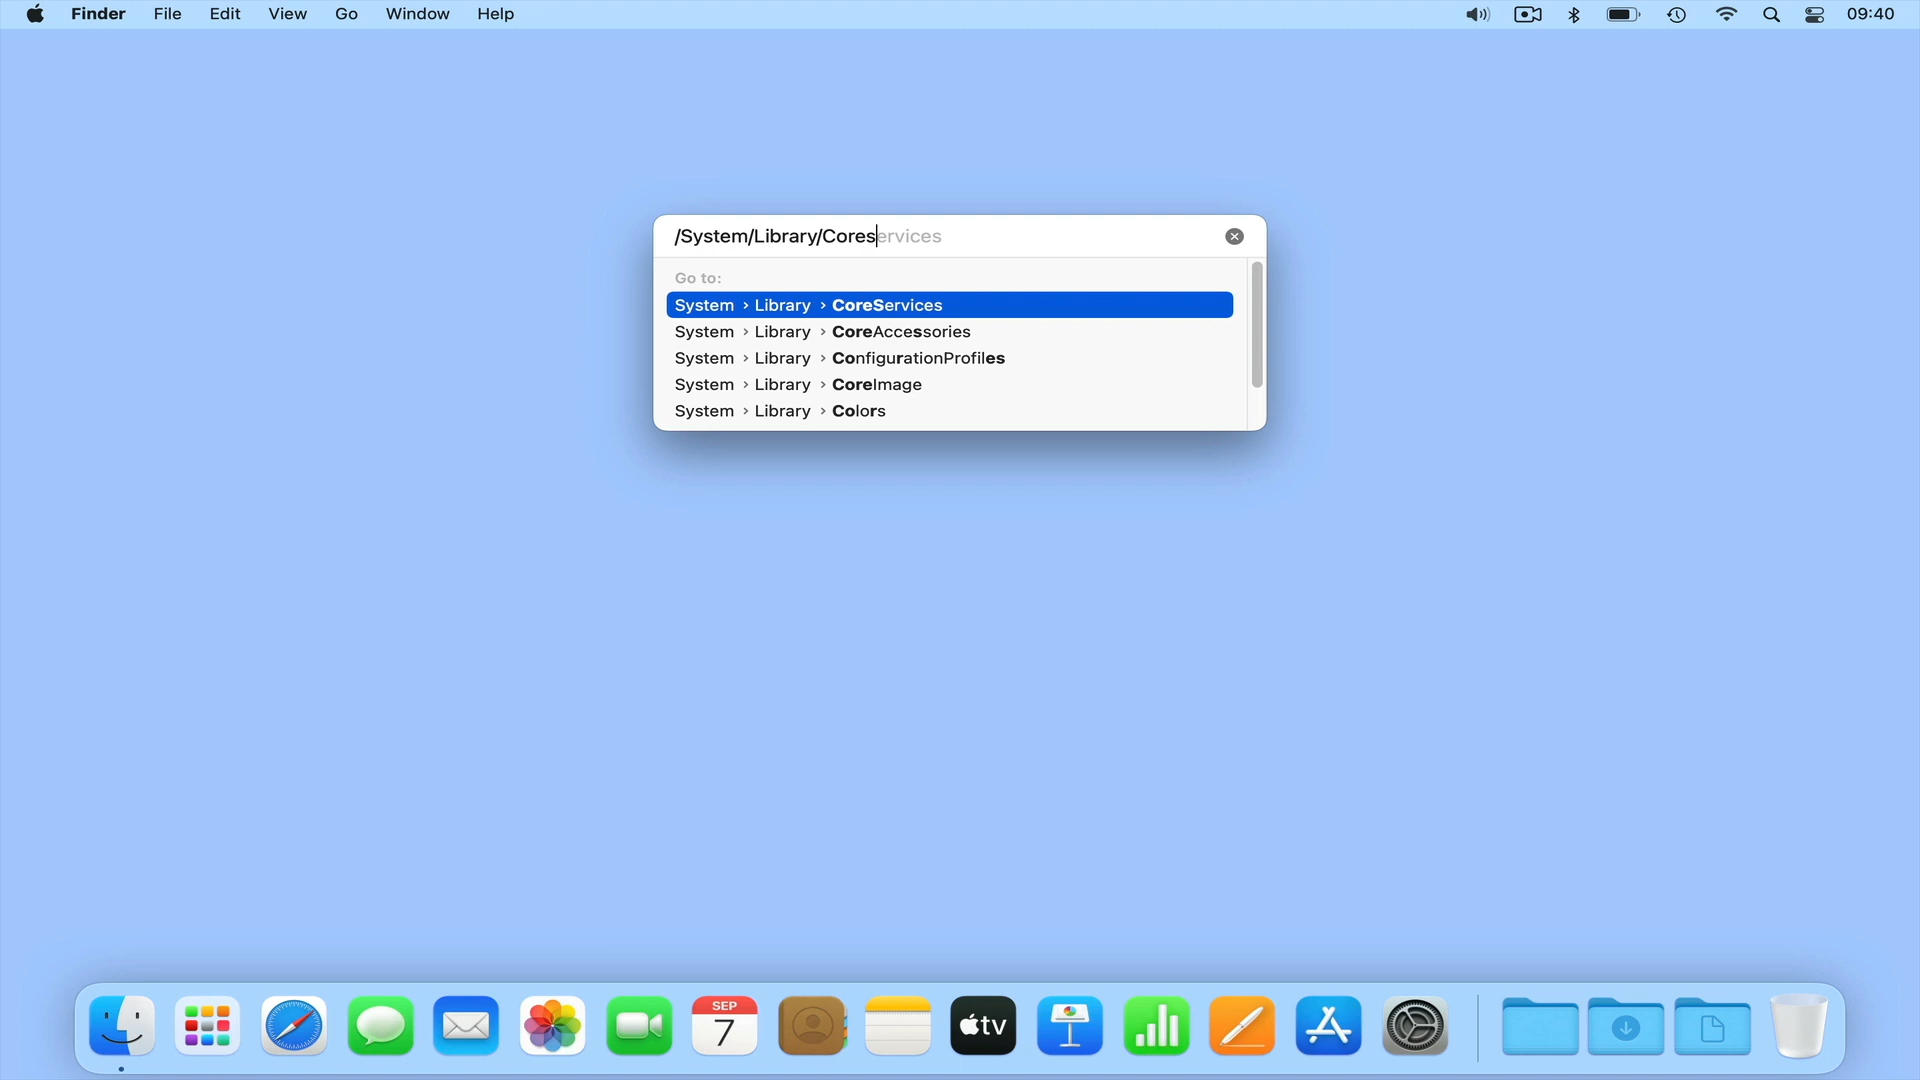 Finder File Edit View Go Window Help 09:40
/System/Library/Coreservices
Go to:
System › Library › CoreServices
System › Library › CoreAccessories
System › Library › ConfigurationProfiles
System › Library › CoreImage
System › Library › Colors
SEP
7
tv